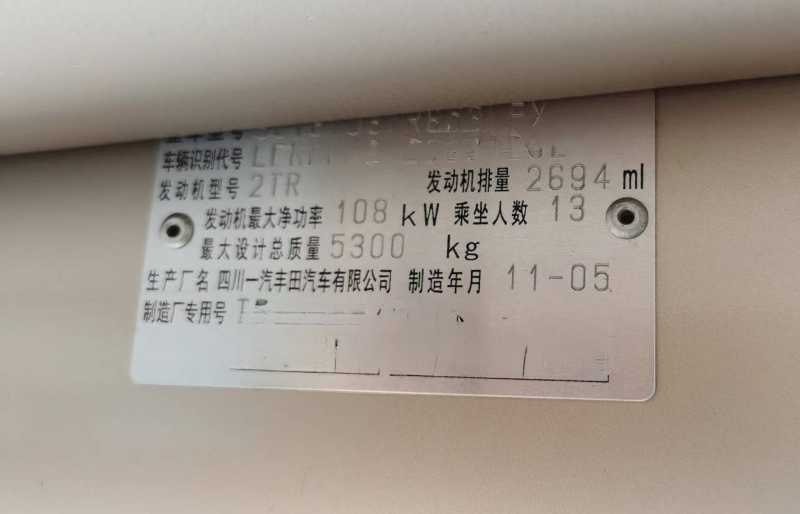 车辆识别代号
发动机型号 2TR 发动机排量 2694 ml
发动机最大净功率 108 kW 乘坐人数 13
最大设计总质量 5300 kg
生产厂名 四川一汽丰田汽车有限公司 制造年月 11-05
制造厂专用号